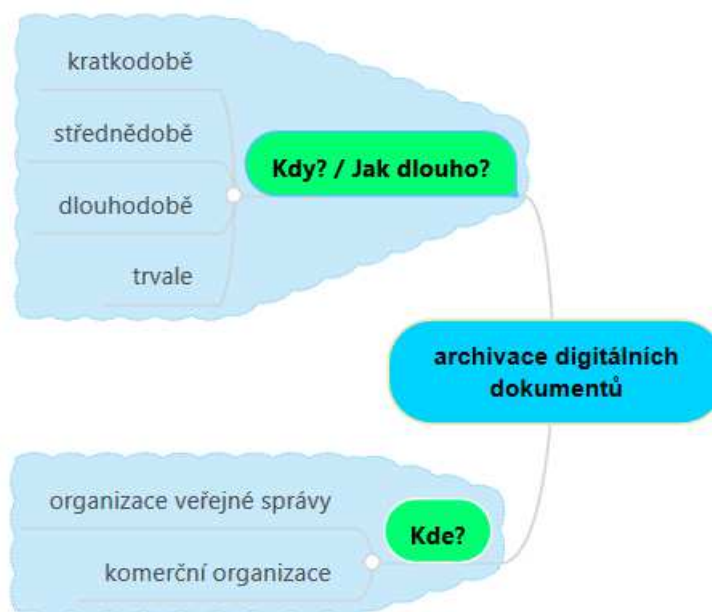 kratkodobě
střednědobě
dlouhodobě
trvale
Kdy? / Jak dlouho?
archivace digitálních
dokumentů
organizace veřejné správy
komerční organizace
Kde?